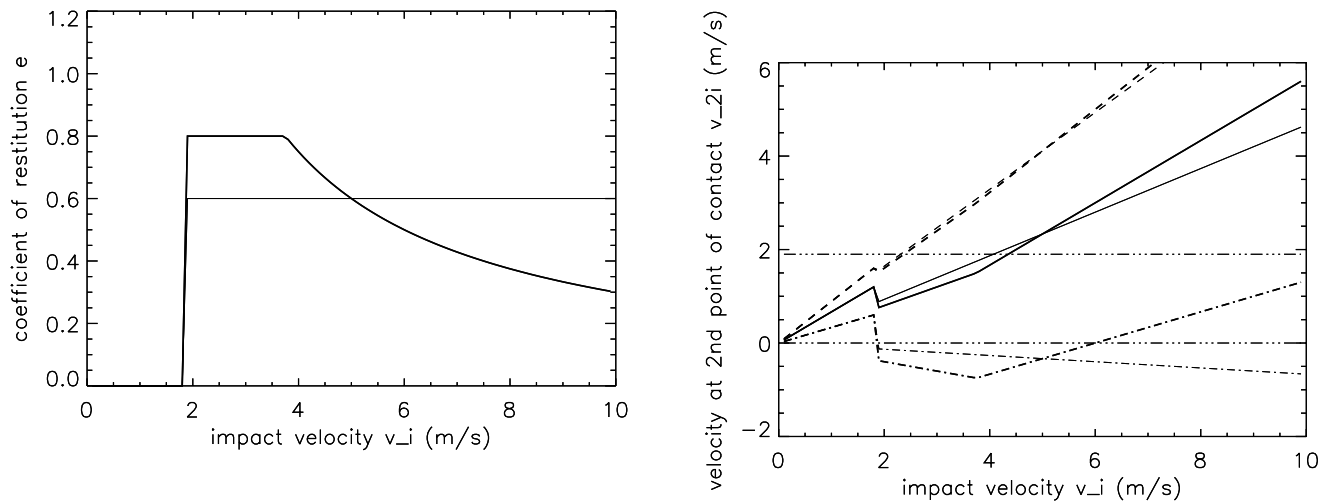 coefficient of restitution e
1.2
1.0
0.8
0.6
0.4
0.2
0.0
0 2 4 6 8 10
impact velocity v_i (m/s)
velocity at 2nd point of contact v_2i (m/s)
6
4
2
0
−2
0 2 4 6 8 10
impact velocity v_i (m/s)